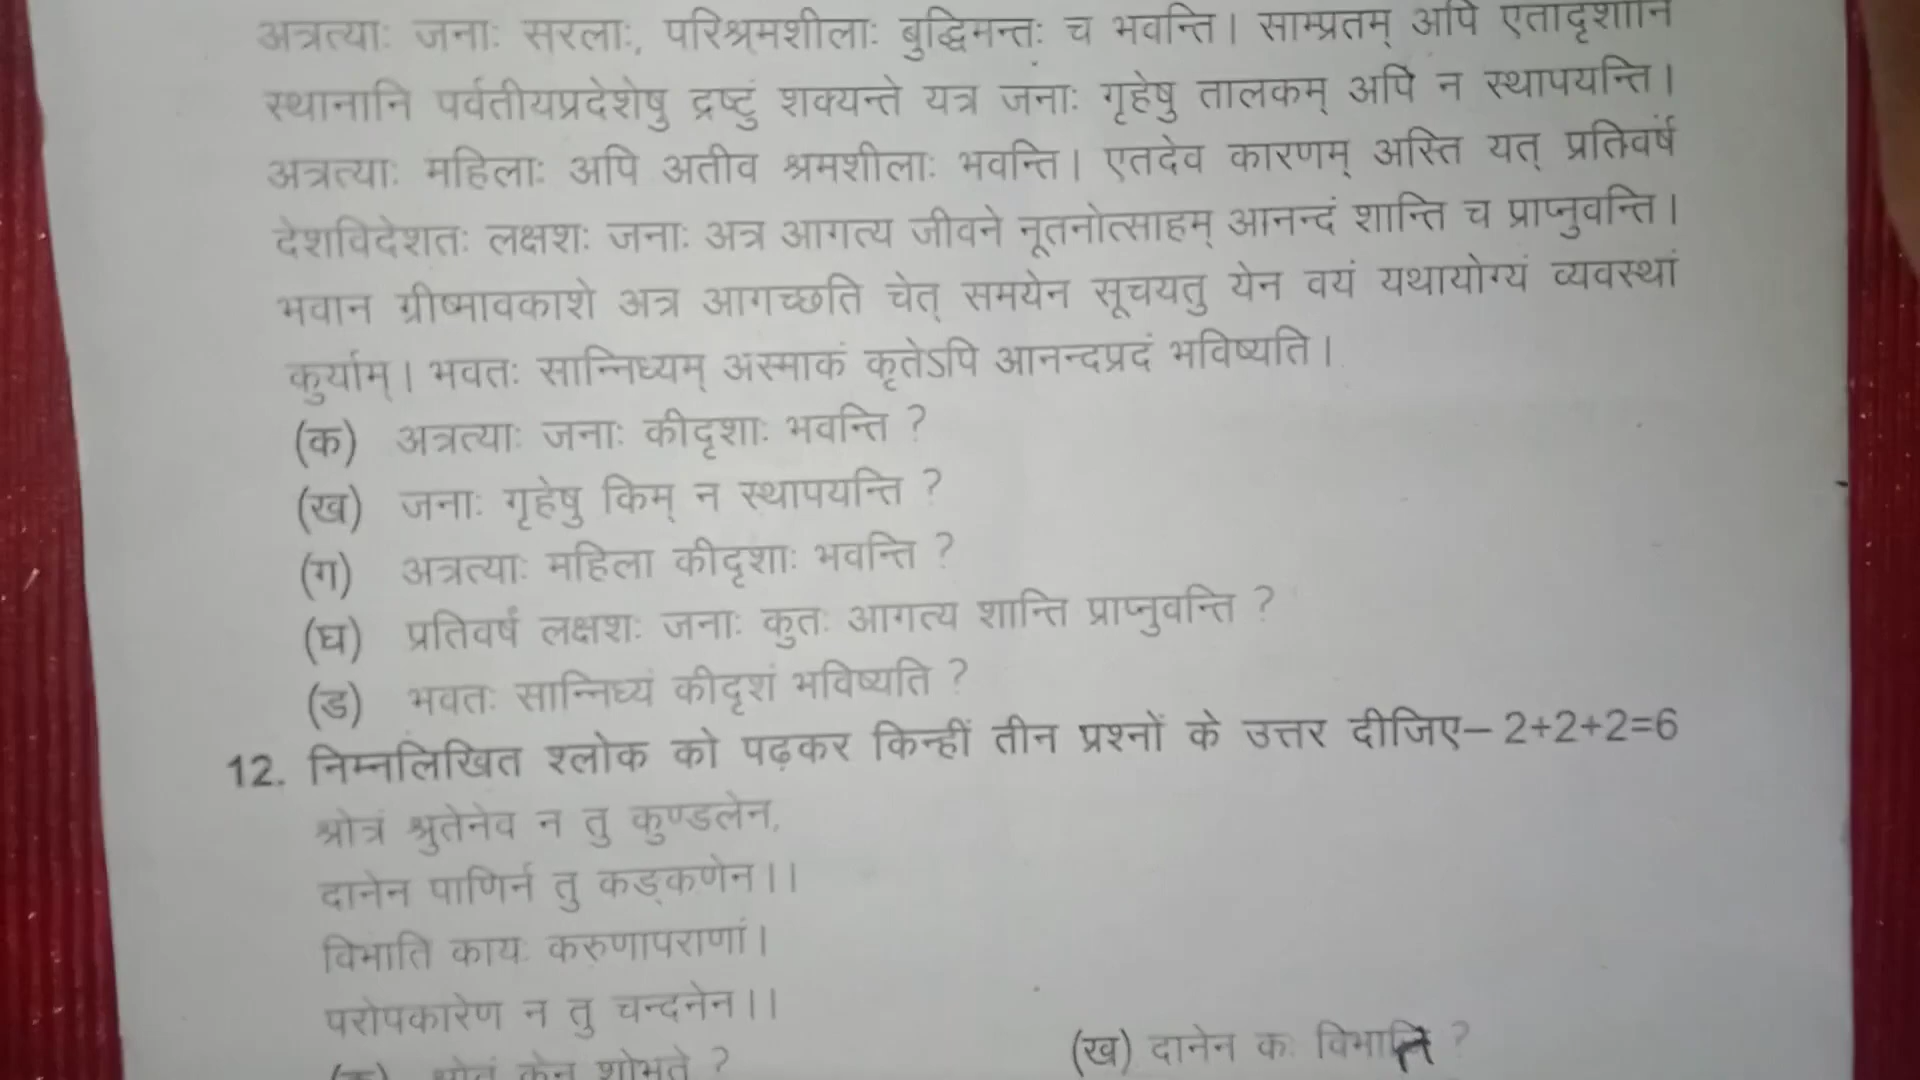 अत्रत्याः जनाः सरलाः, परिश्रमशीलाः बुद्धिमन्तः च भवन्ति। साम्प्रतम् अपि एतादृशानि
स्थानानि पर्वतीयप्रदेशेषु द्रष्टुं शक्यन्ते यत्र जनाः गृहेषु तालकम् अपि न स्थापयन्ति।
अत्रत्याः महिलाः अपि अतीव श्रमशीलाः भवन्ति। एतदेव कारणम् अस्ति यत् प्रतिवर्षं
देशविदेशतः लक्षशः जनाः अत्र आगत्य जीवने नूतनोत्साहम् आनन्दं शान्ति च प्राप्नुवन्ति।
भवान ग्रीष्मावकाशे अत्र आगच्छति चेत् समयेन सूचयतु येन वयं यथायोग्यं व्यवस्थां
कुर्याम्। भवतः सान्निध्यम् अस्माकं कृतेऽपि आनन्दप्रदं भविष्यति।
(क) अत्रत्याः जनाः कीदृशाः भवन्ति ?
(ख) जनाः गृहेषु किम् न स्थापयन्ति ?
(ग) अत्रत्याः महिला कीदृशाः भवन्ति ?
(घ) प्रतिवर्षं लक्षशः जनाः कुतः आगत्य शान्ति प्राप्नुवन्ति ?
(ड) भवतः सान्निध्यं कीदृशं भविष्यति ?
12. निम्नलिखित श्लोक को पढ़कर किन्हीं तीन प्रश्नों के उत्तर दीजिए– 2+2+2=6
श्रोत्रं श्रुतेनेव न तु कुण्डलेन,
दानेन पाणिर्न तु कड्कणेन।।
विभाति कायः करुणापराणां।
परोपकारेण न तु चन्दनेन।।
(क) श्रोत्रं केन शोभते ? (ख) दानेन कः विभाति ?